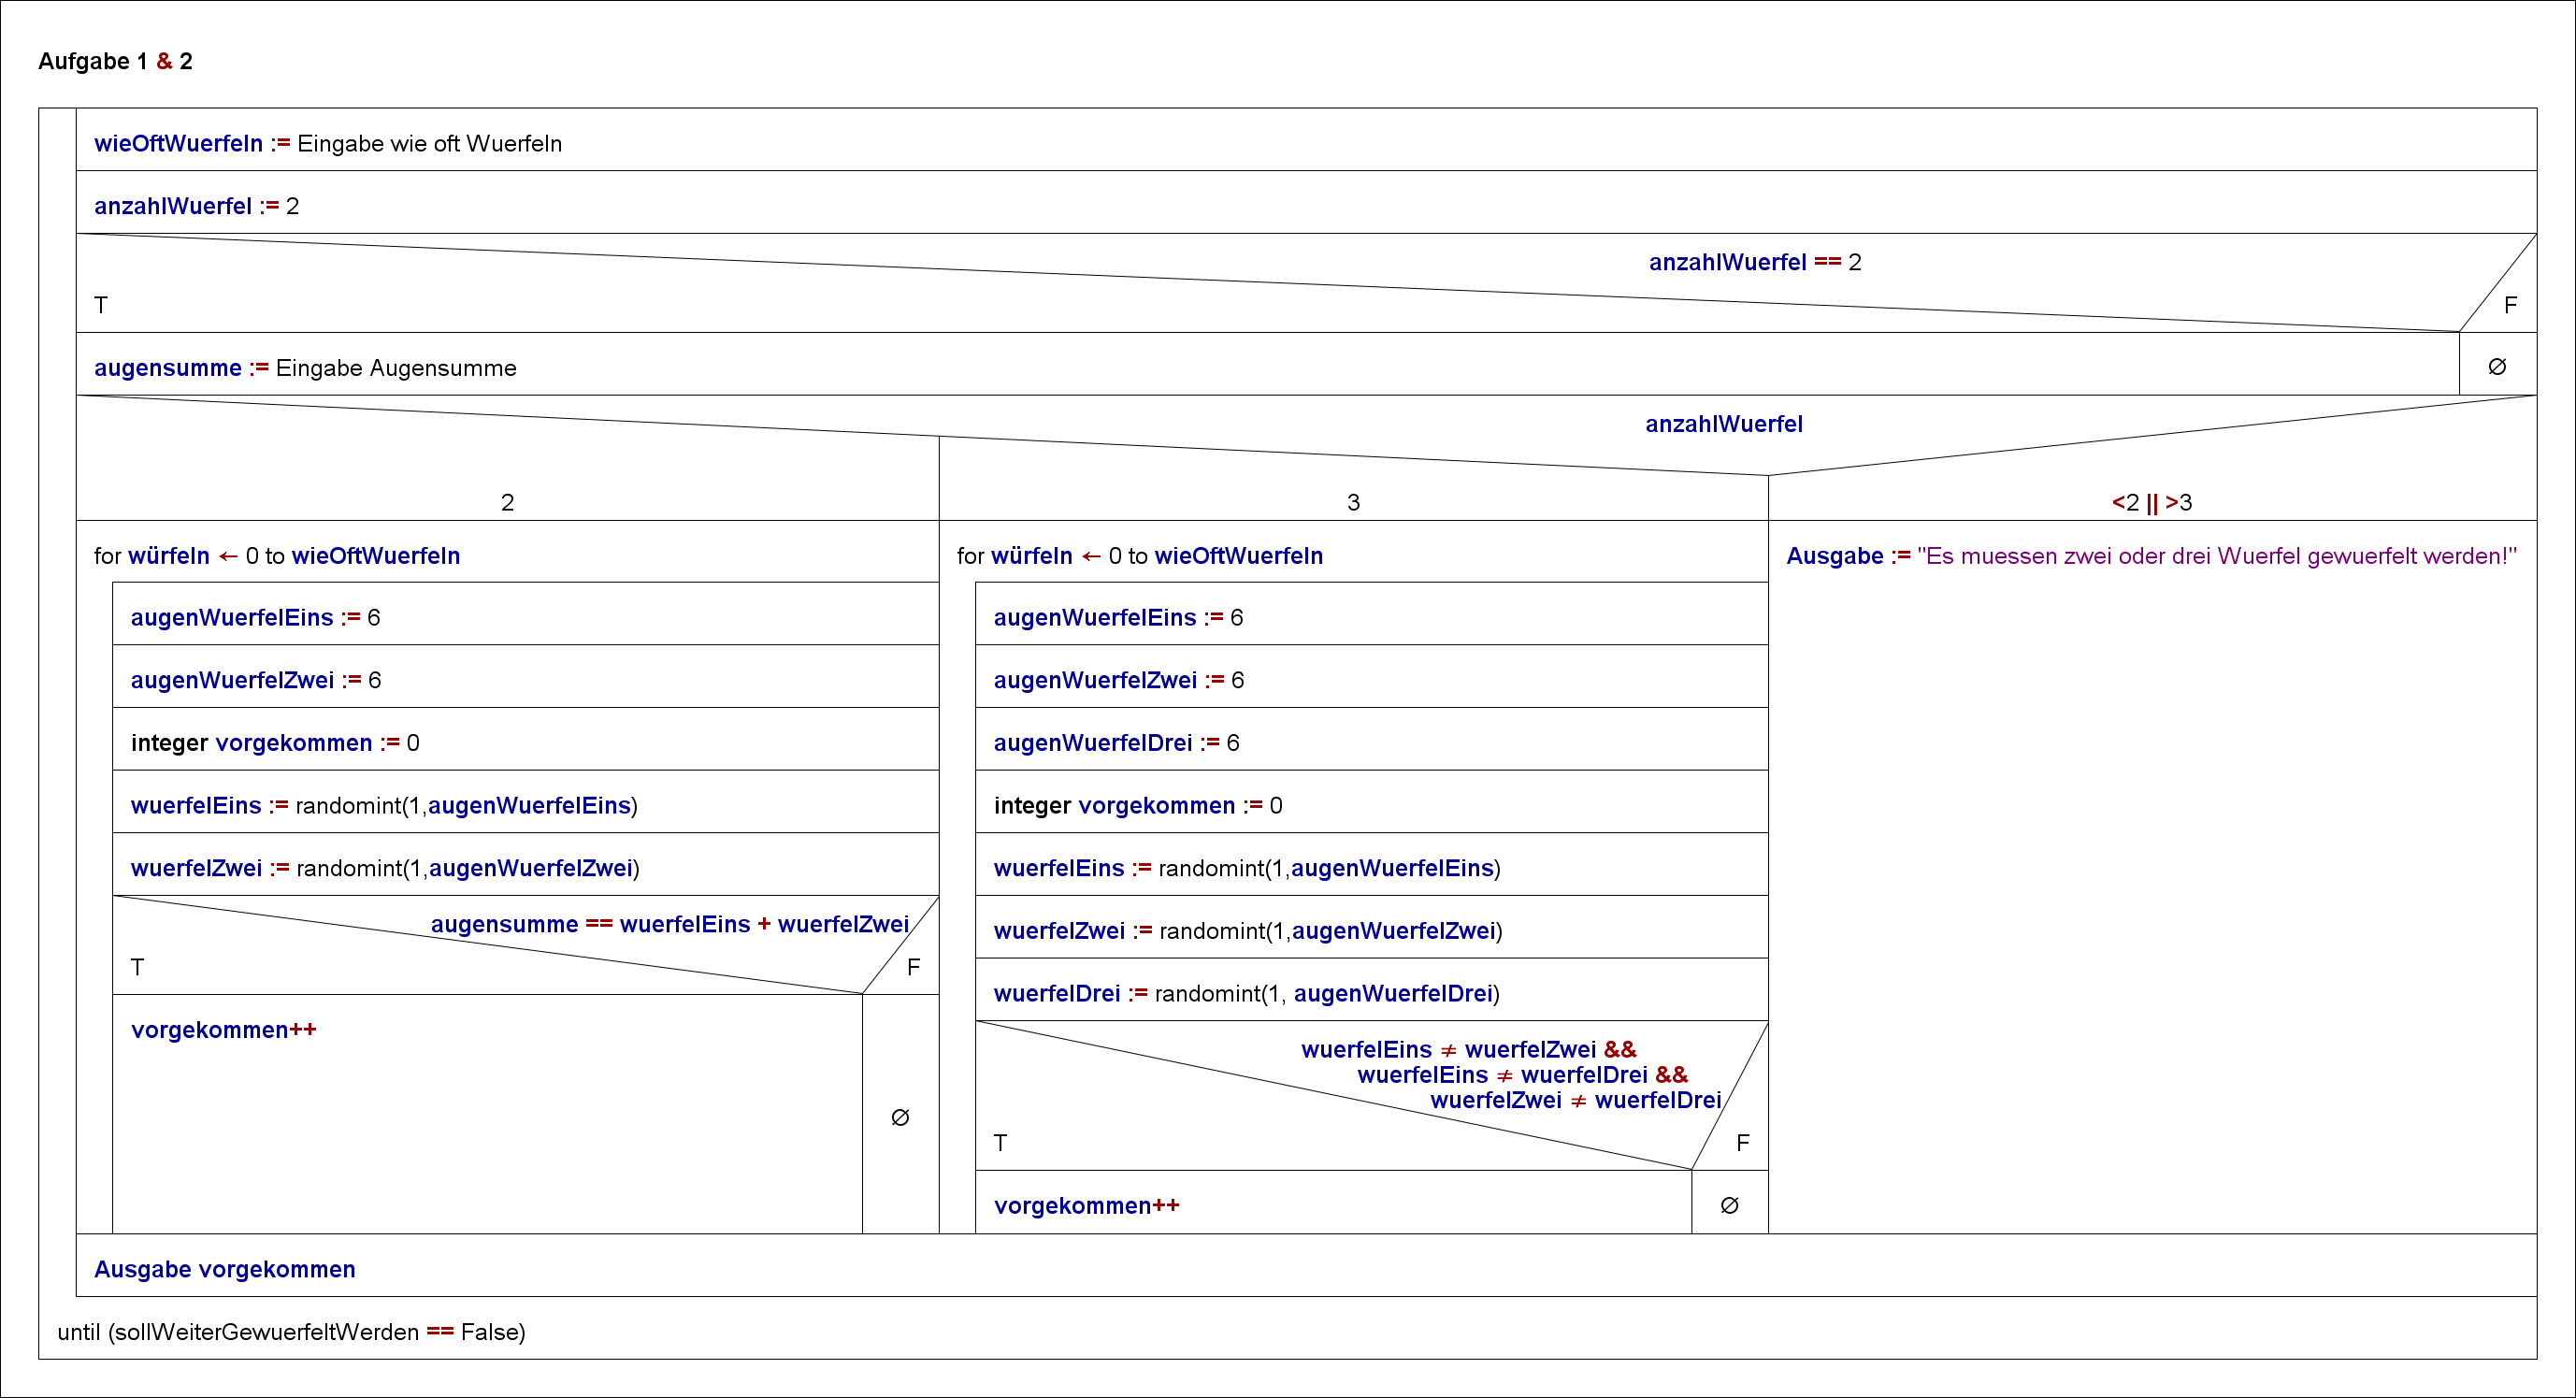 Aufgabe 1 & 2
wieOftWuerfeln := Eingabe wie oft Wuerfeln
anzahlWuerfel := 2
anzahlWuerfel == 2
T
F
augensumme := Eingabe Augensumme
∅
anzahlWuerfel
2
3
<2 || >3
for würfeln ← 0 to wieOftWuerfeln
augenWuerfelEins := 6
augenWuerfelZwei := 6
integer vorgekommen := 0
wuerfelEins := randomint(1,augenWuerfelEins)
wuerfelZwei := randomint(1,augenWuerfelZwei)
augensumme == wuerfelEins + wuerfelZwei
T
F
vorgekommen++
∅
for würfeln ← 0 to wieOftWuerfeln
augenWuerfelEins := 6
augenWuerfelZwei := 6
augenWuerfelDrei := 6
integer vorgekommen := 0
wuerfelEins := randomint(1,augenWuerfelEins)
wuerfelZwei := randomint(1,augenWuerfelZwei)
wuerfelDrei := randomint(1, augenWuerfelDrei)
wuerfelEins ≠ wuerfelZwei &&
wuerfelEins ≠ wuerfelDrei &&
wuerfelZwei ≠ wuerfelDrei
T
F
vorgekommen++
∅
Ausgabe := "Es muessen zwei oder drei Wuerfel gewuerfelt werden!"
Ausgabe vorgekommen
until (sollWeiterGewuerfeltWerden == False)